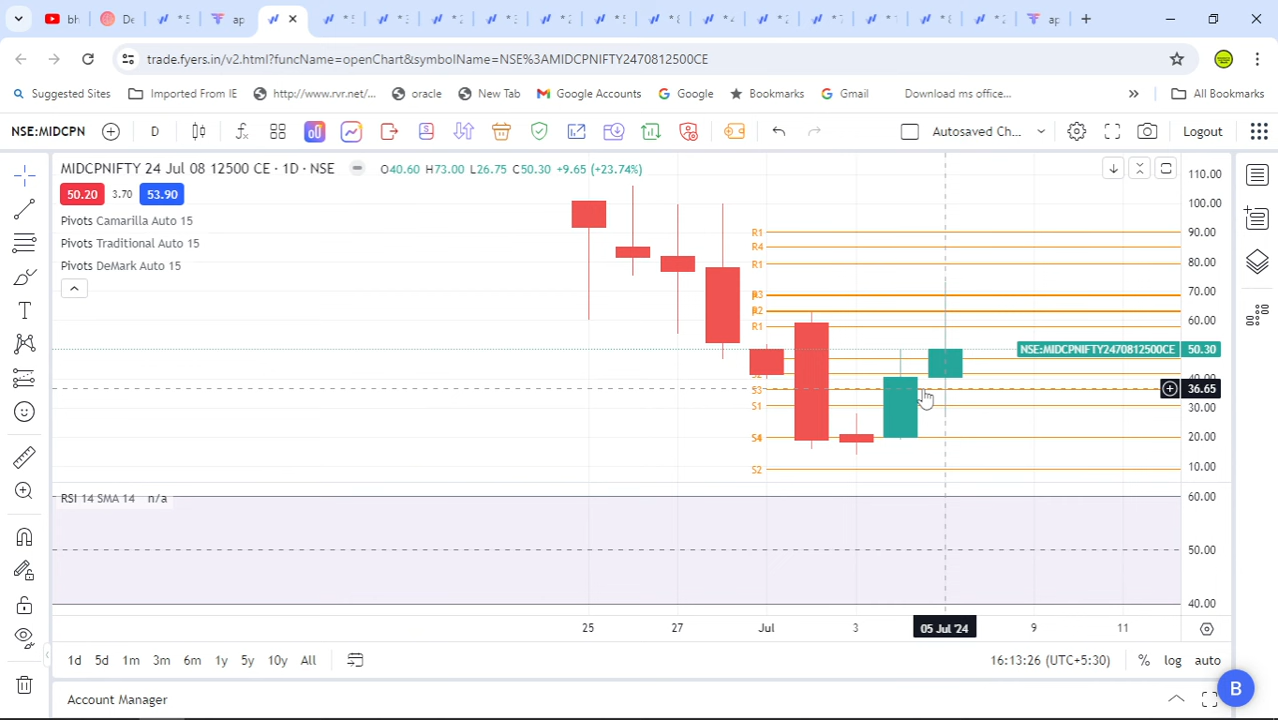 bh
De
ap
ap
trade.fyers.in/v2.html?funcName=openChart&symbolName=NSE%3AMIDCPNIFTY2470812500CE
Suggested Sites Imported From IE http://www.rvr.net/... oracle New Tab Google Accounts Google Bookmarks Gmail Download ms office... » All Bookmarks
NSE:MIDCPN D Autosaved Ch... Logout
MIDCPNIFTY 24 Jul 08 12500 CE · 1D · NSE O40.60 H73.00 L26.75 C50.30 +9.65 (+23.74%)
50.20 3.70 53.90
Pivots Camarilla Auto 15
Pivots Traditional Auto 15
Pivots DeMark Auto 15
110.00
100.00
R1 90.00
R4
R1 80.00
70.00
R2
60.00
R1
NSE:MIDCPNIFTY2470812500CE 50.30
S3 36.65
S1 30.00
S4 20.00
S2 10.00
RSI 14 SMA 14 n/a 60.00
50.00
40.00
25 27 Jul 3 05 Jul '24 9 11
1d 5d 1m 3m 6m 1y 5y 10y All 16:13:26 (UTC+5:30) % log auto
Account Manager
B